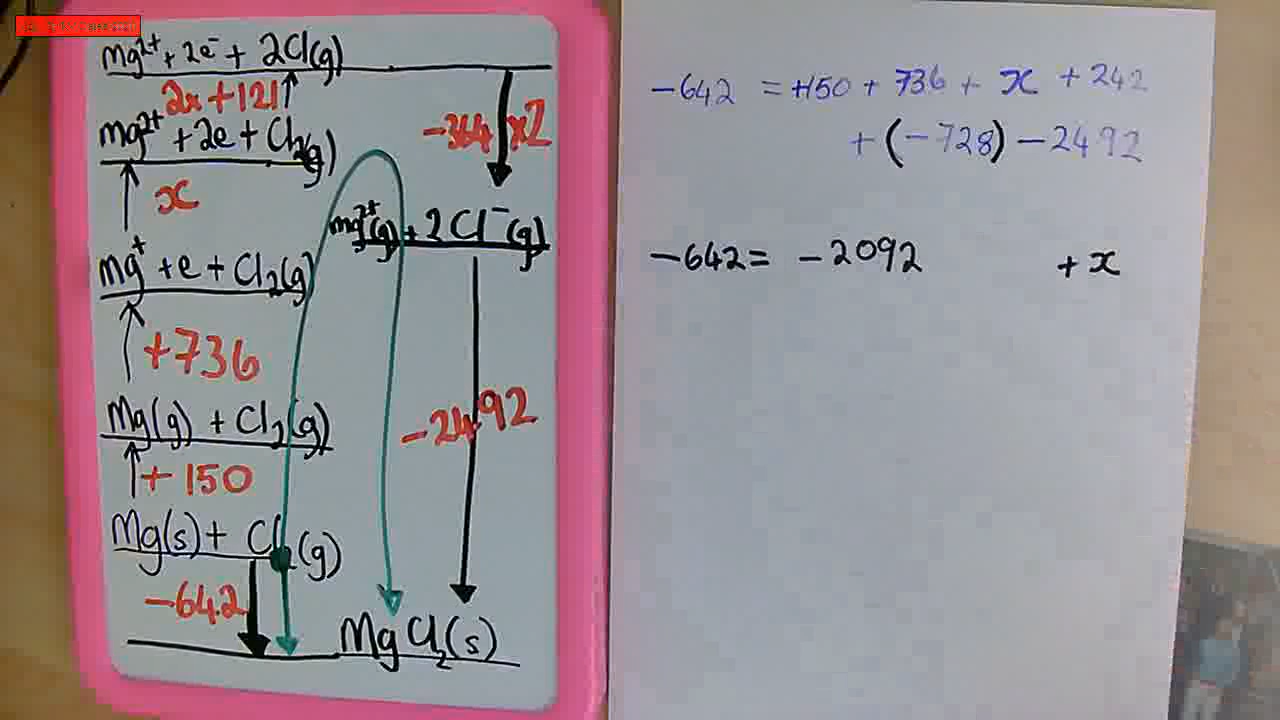 Mg²⁺ + 2e⁻ + 2Cl(g)
2x +121
Mg²⁺ + 2e + Cl₂(g)
x
Mg⁺ + e + Cl₂(g)
+736
Mg(g) + Cl₂(g)
+ 150
Mg(s) + Cl₂(g)
-642
-364 x2
Mg²⁺(g) + 2Cl⁻(g)
-2492
MgCl₂(s)
-642 = +150 + 736 + x + 242
+ (-728) - 2492
-642 = -2092 + x